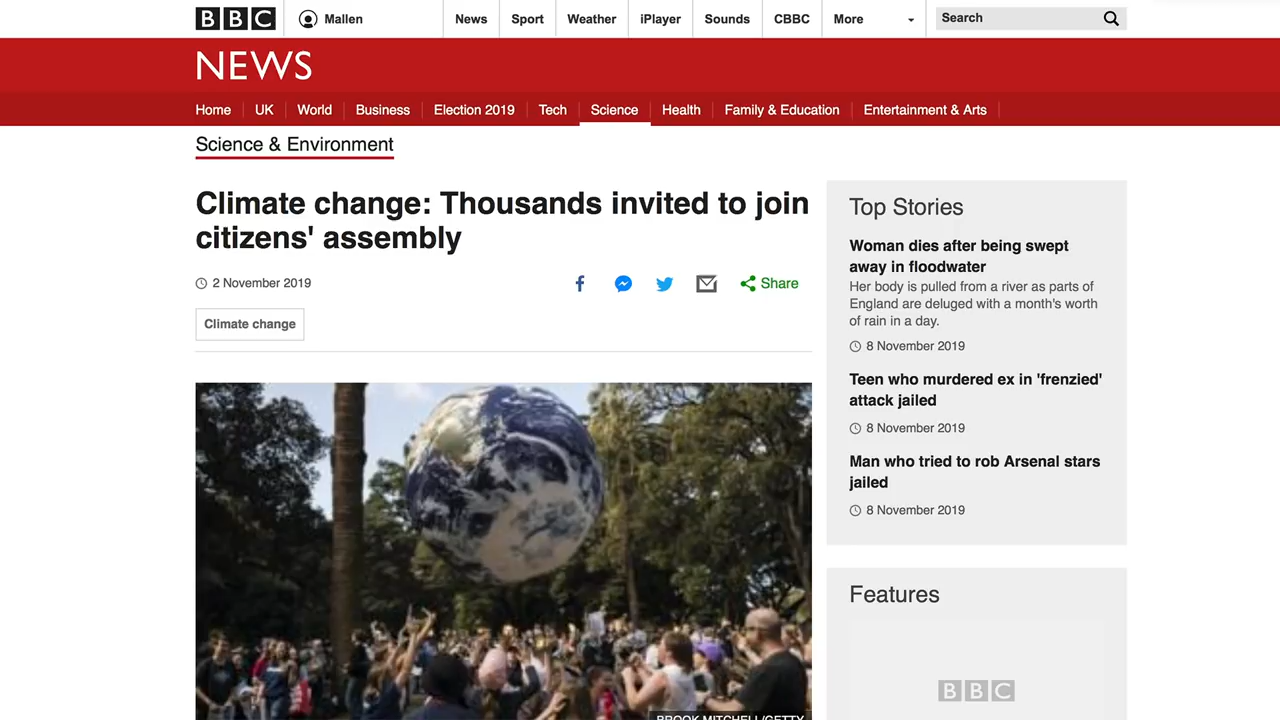 BBC
Mallen
News
Sport
Weather
iPlayer
Sounds
CBBC
More
Search
NEWS
Home
UK
World
Business
Election 2019
Tech
Science
Health
Family & Education
Entertainment & Arts
Science & Environment
Climate change: Thousands invited to join
citizens' assembly
2 November 2019
Share
Climate change
BROOK MITCHELL/GETTY
Top Stories
Woman dies after being swept
away in floodwater
Her body is pulled from a river as parts of
England are deluged with a month's worth
of rain in a day.
8 November 2019
Teen who murdered ex in 'frenzied'
attack jailed
8 November 2019
Man who tried to rob Arsenal stars
jailed
8 November 2019
Features
BBC